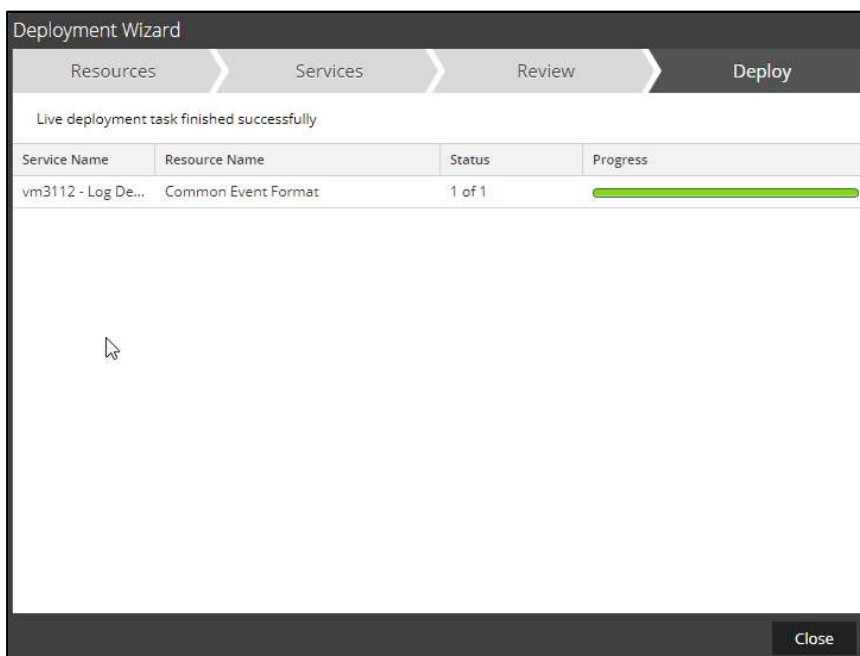 Deployment Wizard
Resources Services Review Deploy
Live deployment task finished successfully
Service Name Resource Name Status Progress
vm3112 - Log De... Common Event Format 1 of 1
Close